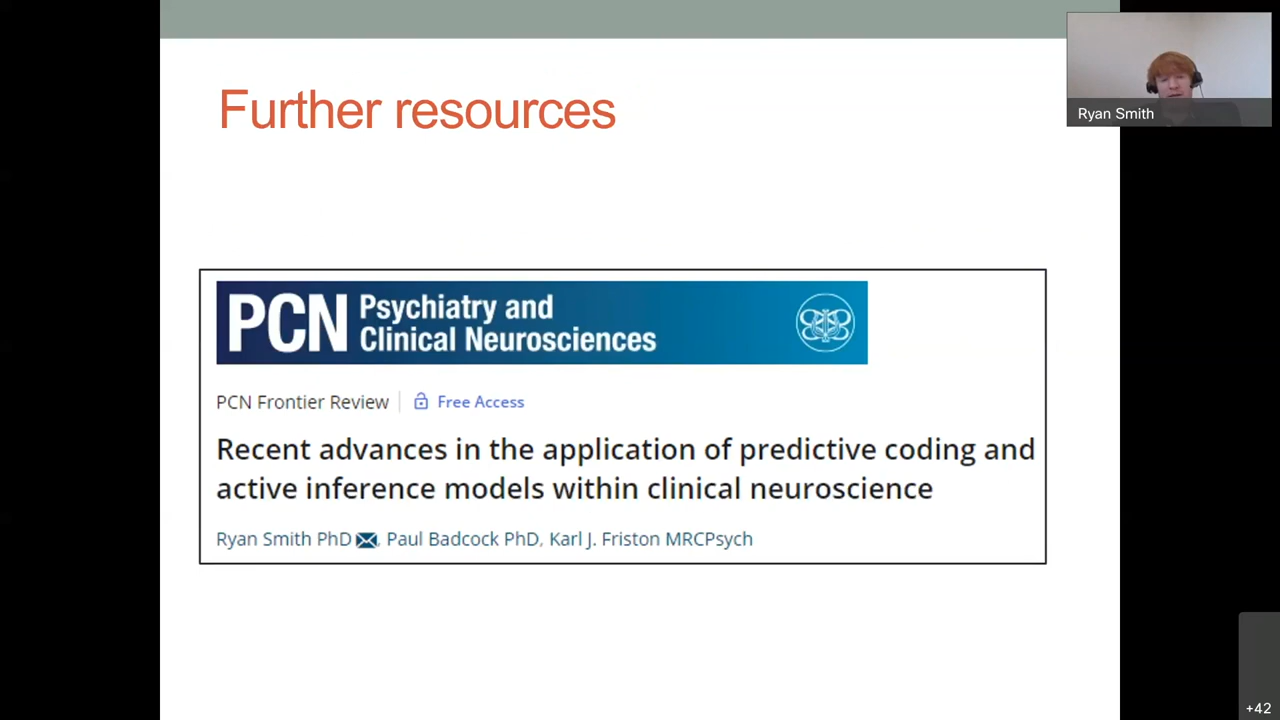 Further resources
Ryan Smith
PCN Psychiatry and
Clinical Neurosciences
PCN Frontier Review
Free Access
Recent advances in the application of predictive coding and
active inference models within clinical neuroscience
Ryan Smith PhD , Paul Badcock PhD, Karl J. Friston MRCPsych
+42